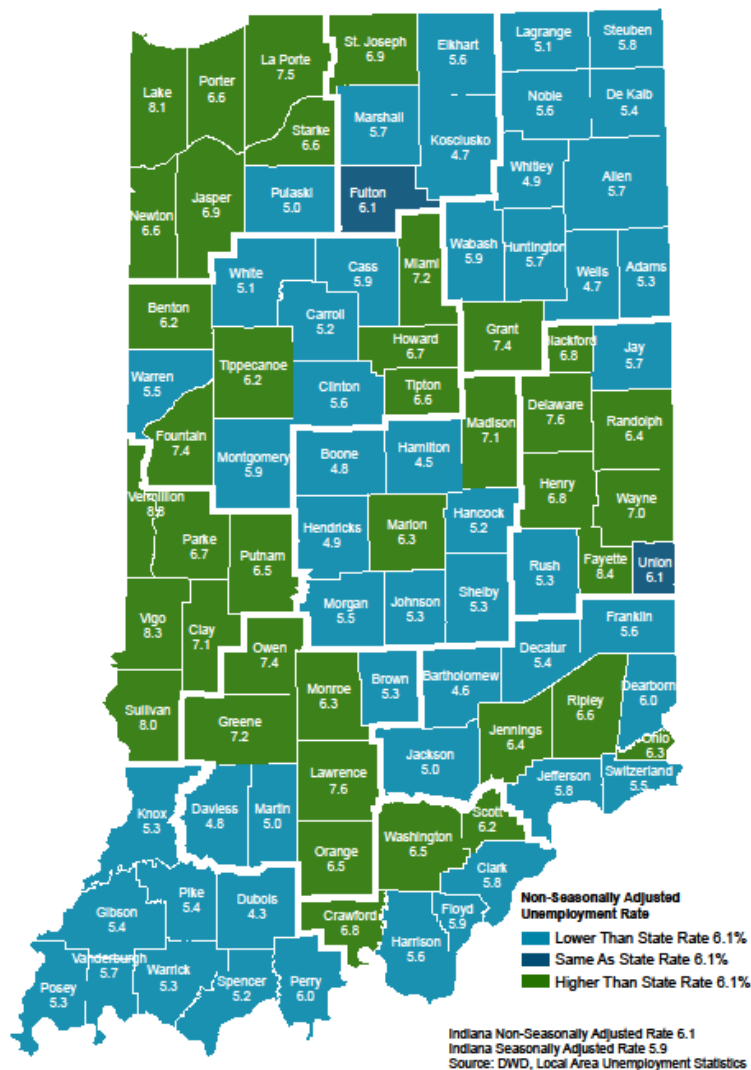 St. Joseph
6.9
Elkhart
5.6
Lagrange
5.1
Steuben
5.8
La Porte
7.5
Porter
6.6
Lake
8.1
Noble
5.6
De Kalb
5.4
Marshall
5.7
Starke
6.6
Kosciusko
4.7
Whitley
4.9
Allen
5.7
Pulaski
5.0
Fulton
6.1
Jasper
6.9
Newton
6.6
Wabash
5.9
Huntington
5.7
Miami
7.2
White
5.1
Cass
5.9
Wells
4.7
Adams
5.3
Benton
6.2
Carroll
5.2
Grant
7.4
Blackford
6.8
Jay
5.7
Howard
6.7
Tippecanoe
6.2
Warren
5.5
Clinton
5.6
Tipton
6.6
Delaware
7.6
Madison
7.1
Randolph
6.4
Fountain
7.4
Montgomery
5.9
Boone
4.8
Hamilton
4.5
Henry
6.8
Vermillion
8.8
Wayne
7.0
Hancock
5.2
Hendricks
4.9
Marion
6.3
Parke
6.7
Putnam
6.5
Rush
5.3
Fayette
8.4
Union
6.1
Shelby
5.3
Morgan
5.5
Johnson
5.3
Vigo
8.3
Clay
7.1
Franklin
5.6
Owen
7.4
Decatur
5.4
Brown
5.3
Bartholomew
4.6
Monroe
6.3
Dearborn
6.0
Ripley
6.6
Sullivan
8.0
Greene
7.2
Jennings
6.4
Ohio
6.3
Jackson
5.0
Lawrence
7.6
Jefferson
5.8
Switzerland
5.5
Knox
5.3
Daviess
4.8
Martin
5.0
Scott
6.2
Washington
6.5
Orange
6.5
Clark
5.8
Pike
5.4
Dubois
4.3
Gibson
5.4
Crawford
6.8
Floyd
5.9
Harrison
5.6
Vanderburgh
5.7
Warrick
5.3
Posey
5.3
Spencer
5.2
Perry
6.0
Non-Seasonally Adjusted
Unemployment Rate
Lower Than State Rate 6.1%
Same As State Rate 6.1%
Higher Than State Rate 6.1%
Indiana Non-Seasonally Adjusted Rate 6.1
Indiana Seasonally Adjusted Rate 5.9
Source: DWD, Local Area Unemployment Statistics